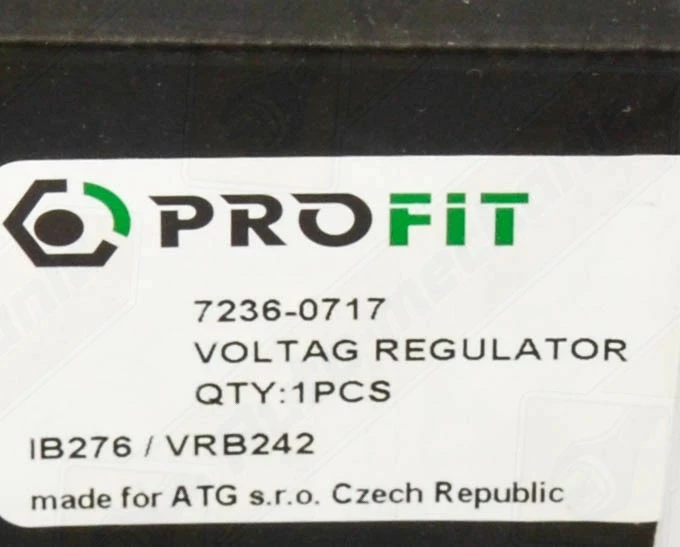 PROFIT
7236-0717
VOLTAG REGULATOR
QTY:1PCS
IB276 / VRB242
made for ATG s.r.o. Czech Republic